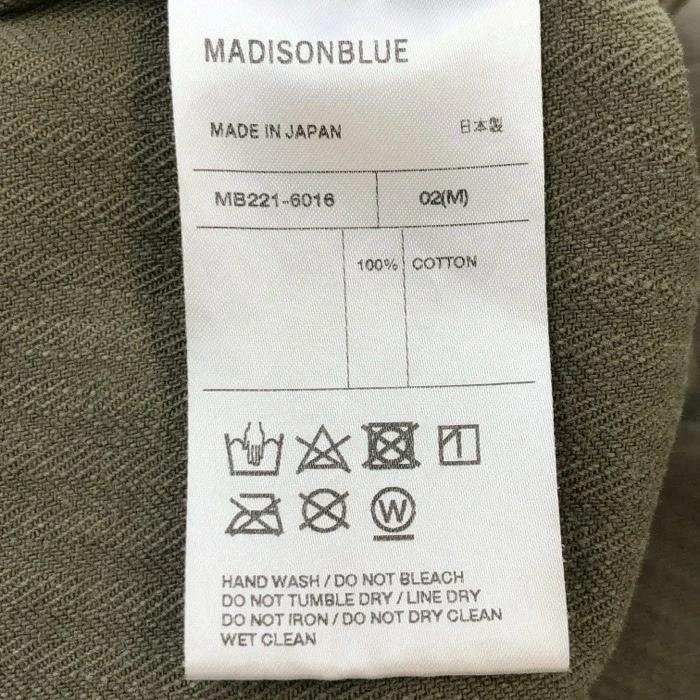 MADISONBLUE
MADE IN JAPAN 日本製
MB221-6016 02(M)
100% COTTON
W
HAND WASH / DO NOT BLEACH
DO NOT TUMBLE DRY / LINE DRY
DO NOT IRON / DO NOT DRY CLEAN
WET CLEAN